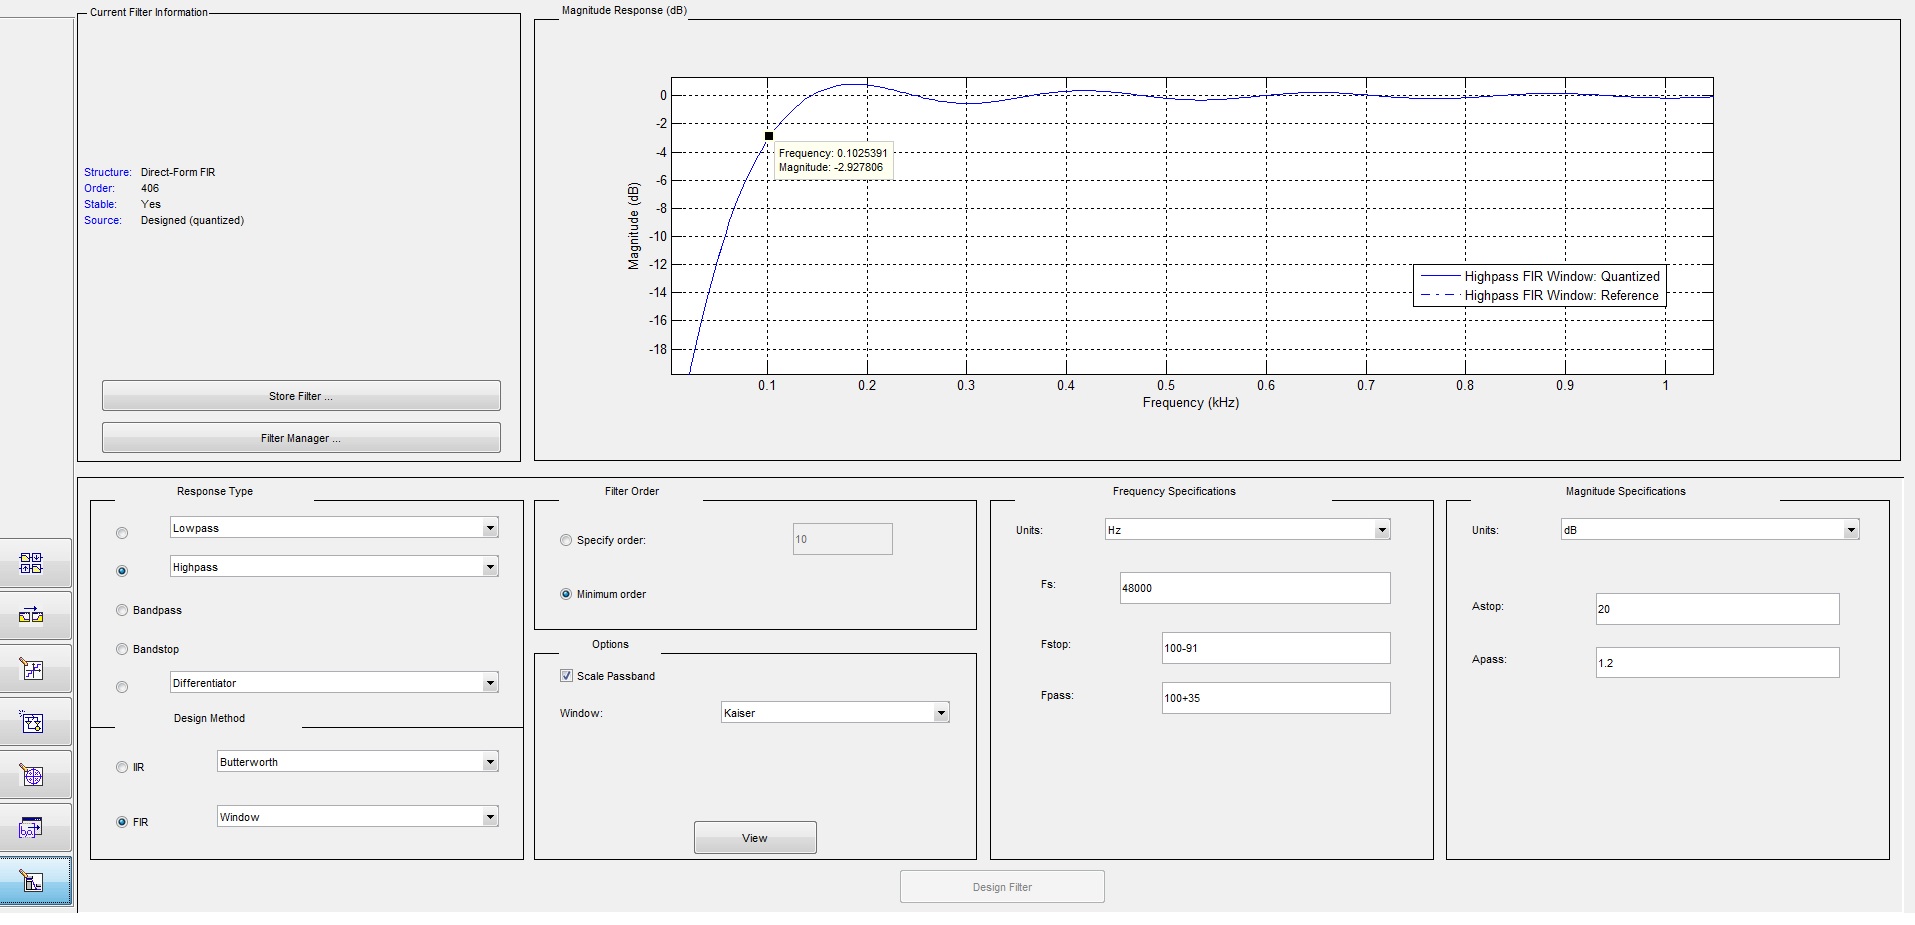 Current Filter Information
Structure: Direct-Form FIR
Order: 406
Stable: Yes
Source: Designed (quantized)
Store Filter ...
Filter Manager ...
Magnitude Response (dB)
0
-2
-4
-6
-8
-10
-12
-14
-16
-18
Magnitude (dB)
Frequency: 0.1025391
Magnitude: -2.927806
Highpass FIR Window: Quantized
Highpass FIR Window: Reference
0.1 0.2 0.3 0.4 0.5 0.6 0.7 0.8 0.9 1
Frequency (kHz)
Response Type
Lowpass
Highpass
Bandpass
Bandstop
Differentiator
Design Method
IIR Butterworth
FIR Window
Filter Order
Specify order: 10
Minimum order
Options
Scale Passband
Window: Kaiser
View
Frequency Specifications
Units: Hz
Fs: 48000
Fstop: 100-91
Fpass: 100+35
Magnitude Specifications
Units: dB
Astop: 20
Apass: 1.2
Design Filter